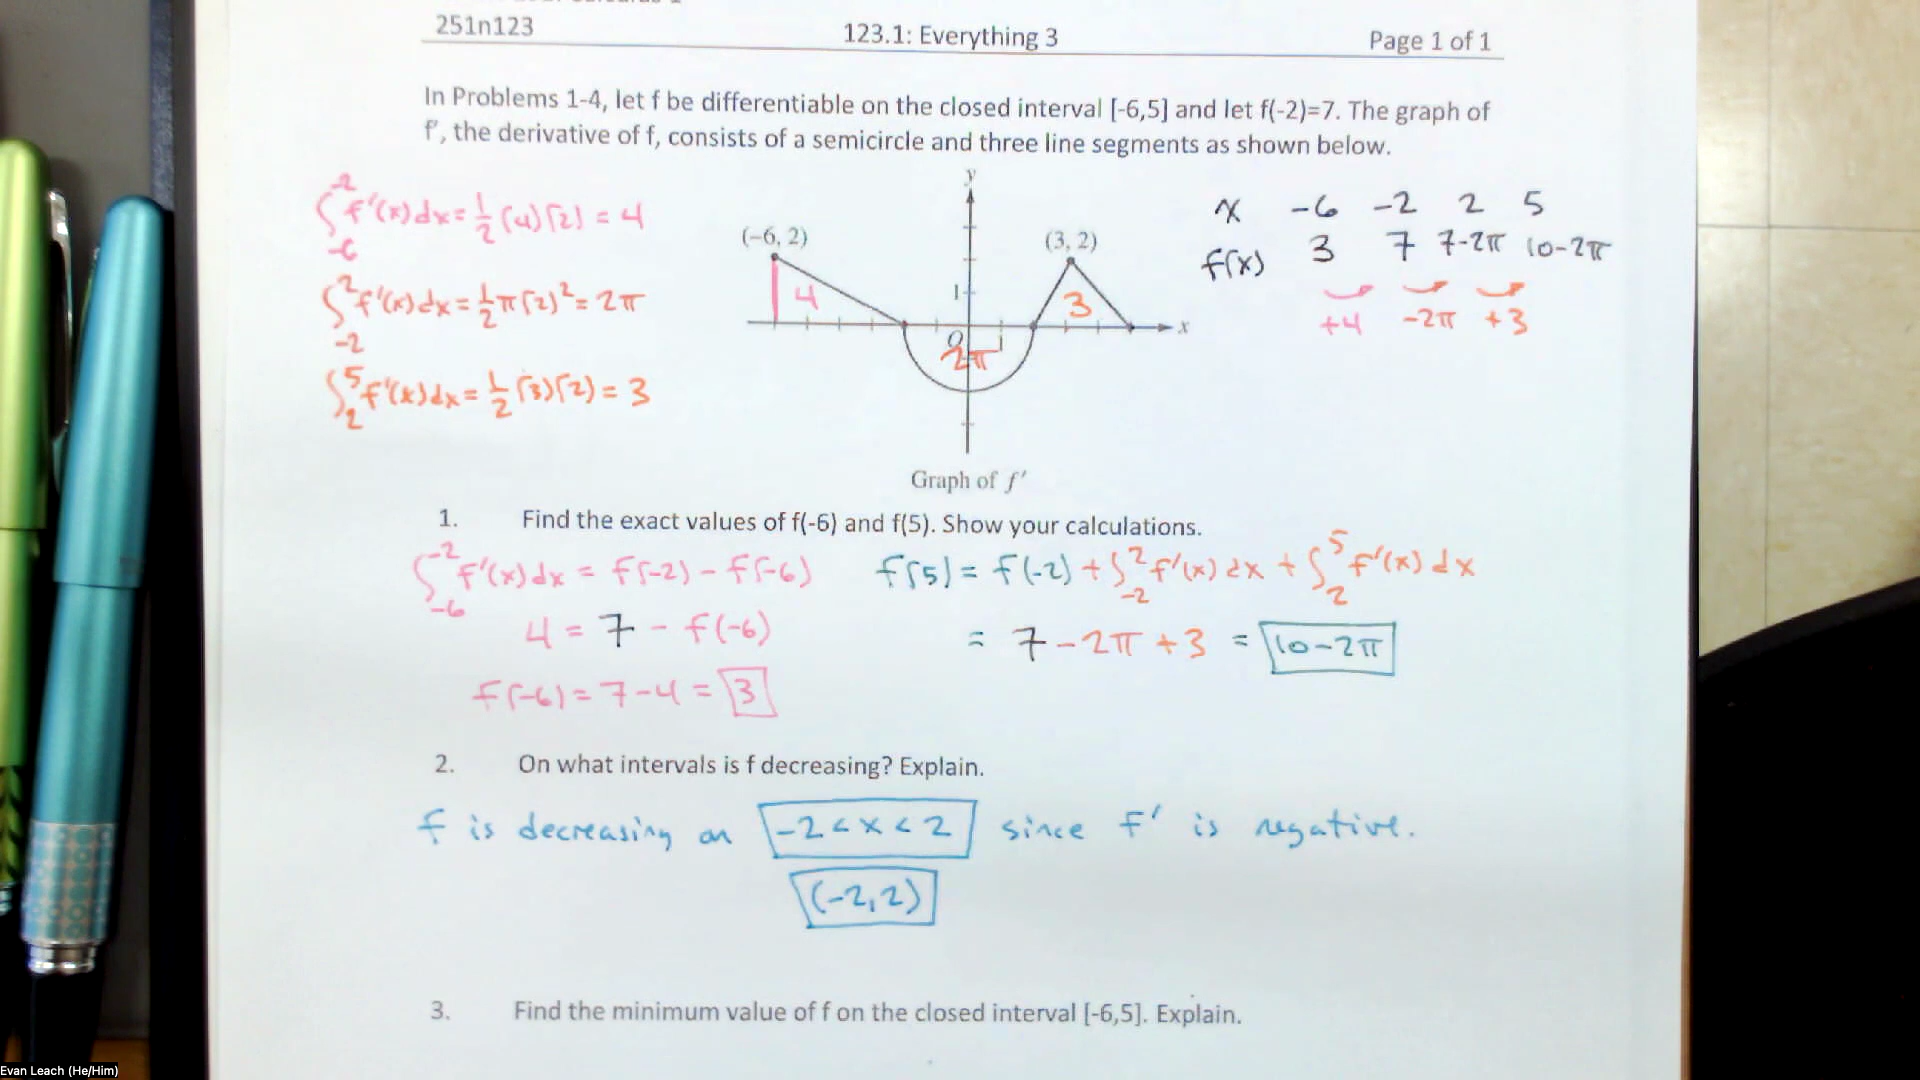 251n123 123.1: Everything 3 Page 1 of 1
In Problems 1-4, let f be differentiable on the closed interval [-6,5] and let f(-2)=7. The graph of
f', the derivative of f, consists of a semicircle and three line segments as shown below.
∫_{-6}^{-2} f'(x) dx = 1/2 (4)(2) = 4
∫_{-2}^{2} f'(x) dx = 1/2 π(2)² = 2π
∫_{2}^{5} f'(x) dx = 1/2 (3)(2) = 3
y
(-6, 2) (3, 2)
4 1 3
O 1 x
2π
x -6 -2 2 5
f(x) 3 7 7-2π 10-2π
+4 -2π +3
Graph of f'
1. Find the exact values of f(-6) and f(5). Show your calculations.
∫_{-6}^{-2} f'(x) dx = f(-2) - f(-6) f(5) = f(-2) + ∫_{-2}^{2} f'(x) dx + ∫_{2}^{5} f'(x) dx
4 = 7 - f(-6) = 7 - 2π + 3 = 10-2π
f(-6) = 7-4 = 3
2. On what intervals is f decreasing? Explain.
f is decreasing on -2 < x < 2 since f' is negative.
(-2, 2)
3. Find the minimum value of f on the closed interval [-6,5]. Explain.
Evan Leach (He/Him)